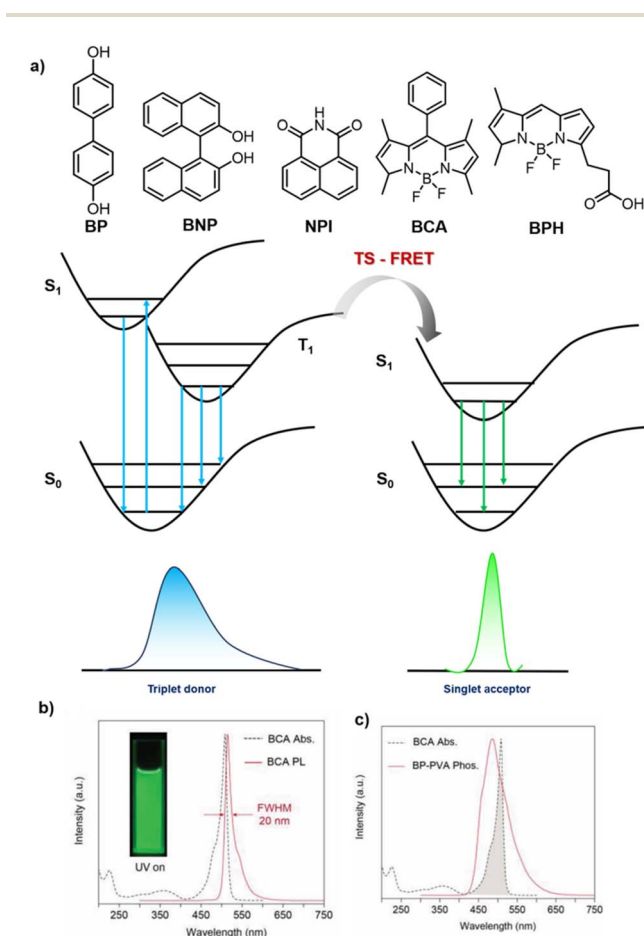 a)
OH
OH
BP
OH
OH
BNP
H
N
O
O
NPI
N
B
N
F
F
BCA
N
B
N
F
F
O
OH
BPH
TS - FRET
S1
T1
S1
S0
S0
Triplet donor
Singlet acceptor
b)
BCA Abs.
BCA PL
FWHM
20 nm
UV on
Intensity (a.u.)
250 350 450 550 650 750
Wavelength (nm)
c)
BCA Abs.
BP-PVA Phos.
Intensity (a.u.)
250 350 450 550 650 750
Wavelength (nm)